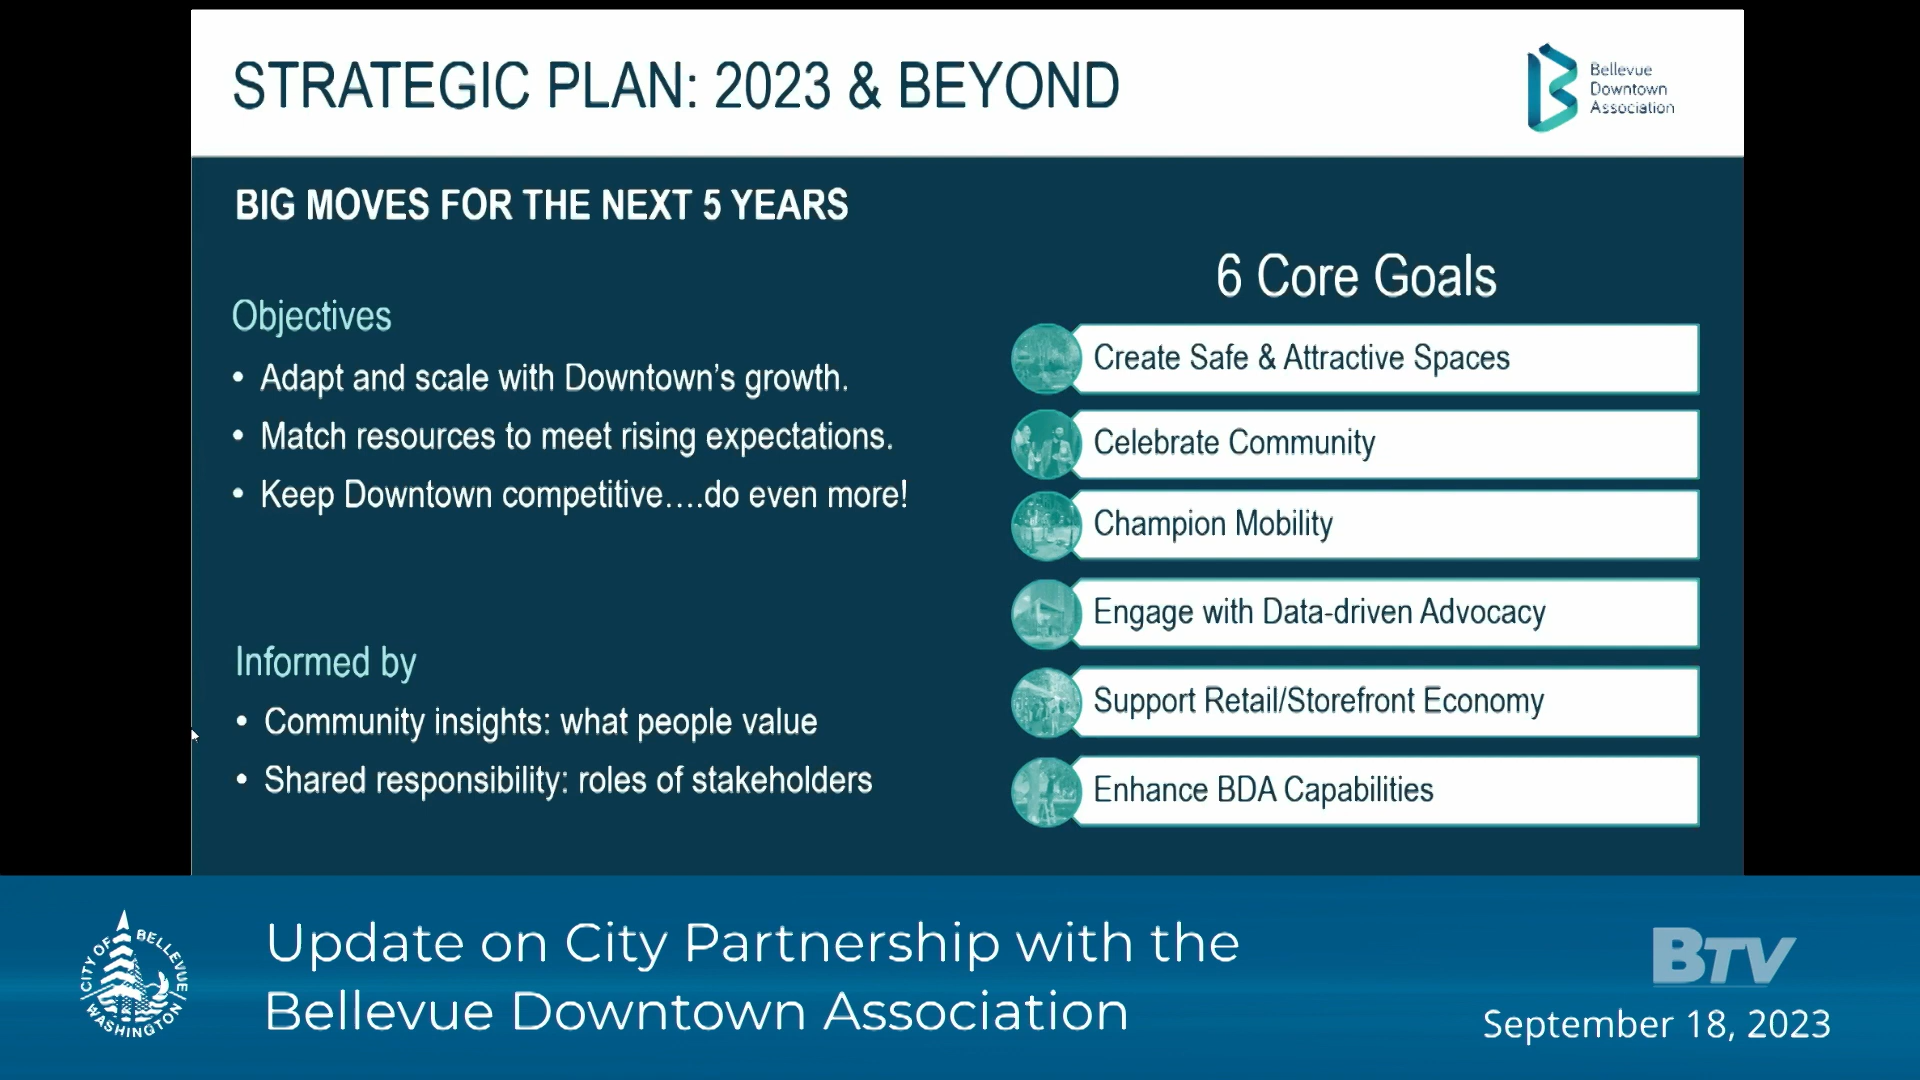 STRATEGIC PLAN: 2023 & BEYOND
Bellevue
Downtown
Association
BIG MOVES FOR THE NEXT 5 YEARS
Objectives
• Adapt and scale with Downtown’s growth.
• Match resources to meet rising expectations.
• Keep Downtown competitive....do even more!
Informed by
• Community insights: what people value
• Shared responsibility: roles of stakeholders
6 Core Goals
Create Safe & Attractive Spaces
Celebrate Community
Champion Mobility
Engage with Data-driven Advocacy
Support Retail/Storefront Economy
Enhance BDA Capabilities
CITY OF BELLEVUE
WASHINGTON
Update on City Partnership with the
Bellevue Downtown Association
BTV
September 18, 2023